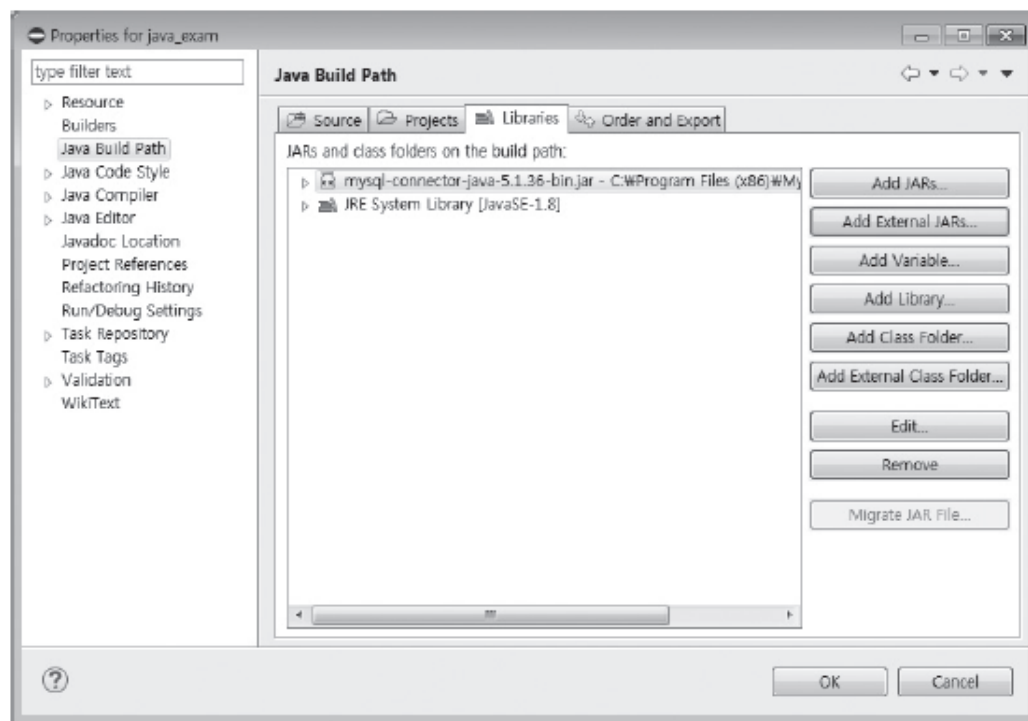 Properties for java_exam
type filter text
Resource
Builders
Java Build Path
Java Code Style
Java Compiler
Java Editor
Javadoc Location
Project References
Refactoring History
Run/Debug Settings
Task Repository
Task Tags
Validation
WikiText
Java Build Path
Source Projects Libraries Order and Export
JARs and class folders on the build path:
mysql-connector-java-5.1.36-bin.jar - C:₩Program Files (x86)₩My
JRE System Library [JavaSE-1.8]
Add JARs...
Add External JARs...
Add Variable...
Add Library...
Add Class Folder...
Add External Class Folder...
Edit...
Remove
Migrate JAR File...
OK Cancel